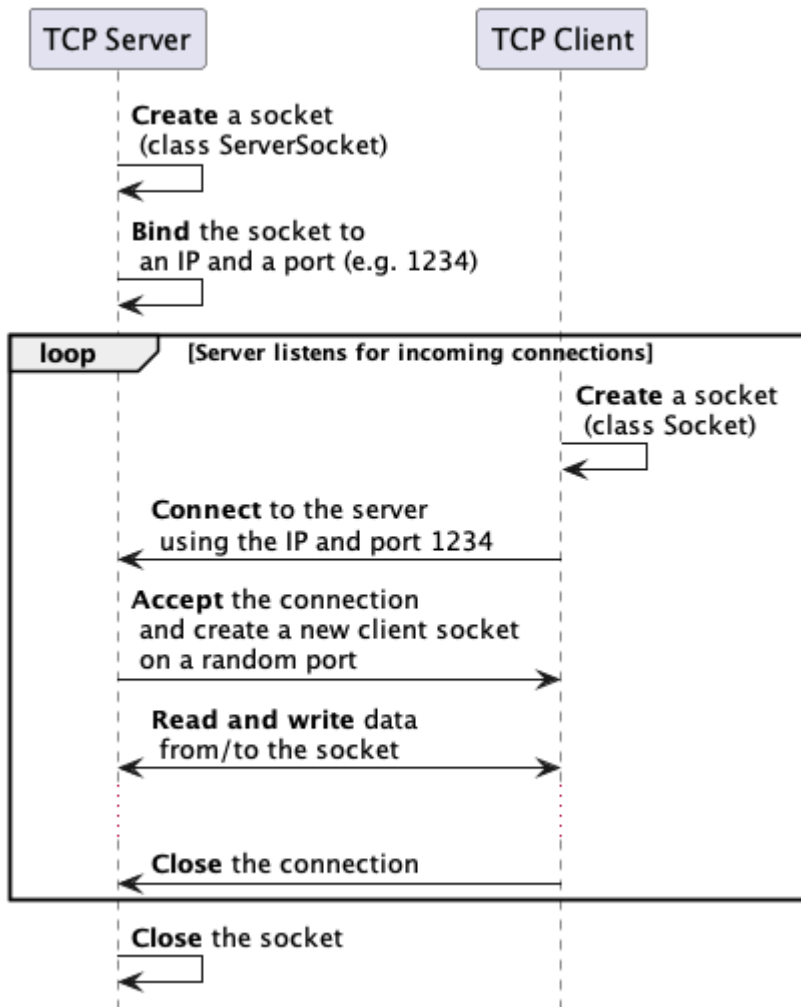 TCP Server
TCP Client
Create a socket
(class ServerSocket)
Bind the socket to
an IP and a port (e.g. 1234)
loop
[Server listens for incoming connections]
Create a socket
(class Socket)
Connect to the server
using the IP and port 1234
Accept the connection
and create a new client socket
on a random port
Read and write data
from/to the socket
Close the connection
Close the socket